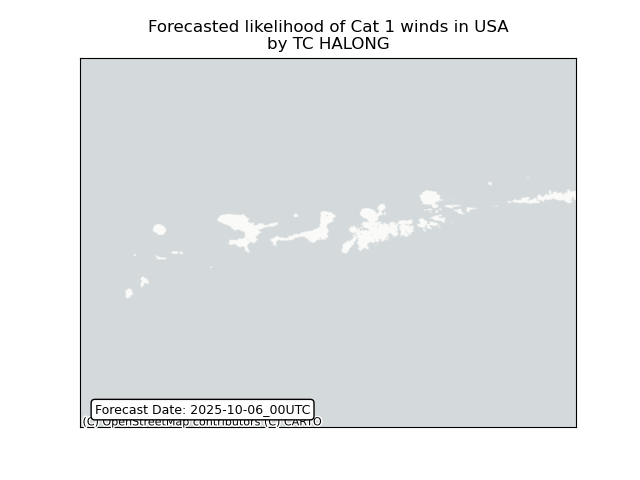 Forecasted likelihood of Cat 1 winds in USA
by TC HALONG
Forecast Date: 2025-10-06_00UTC
(C) OpenStreetMap contributors (C) CARTO